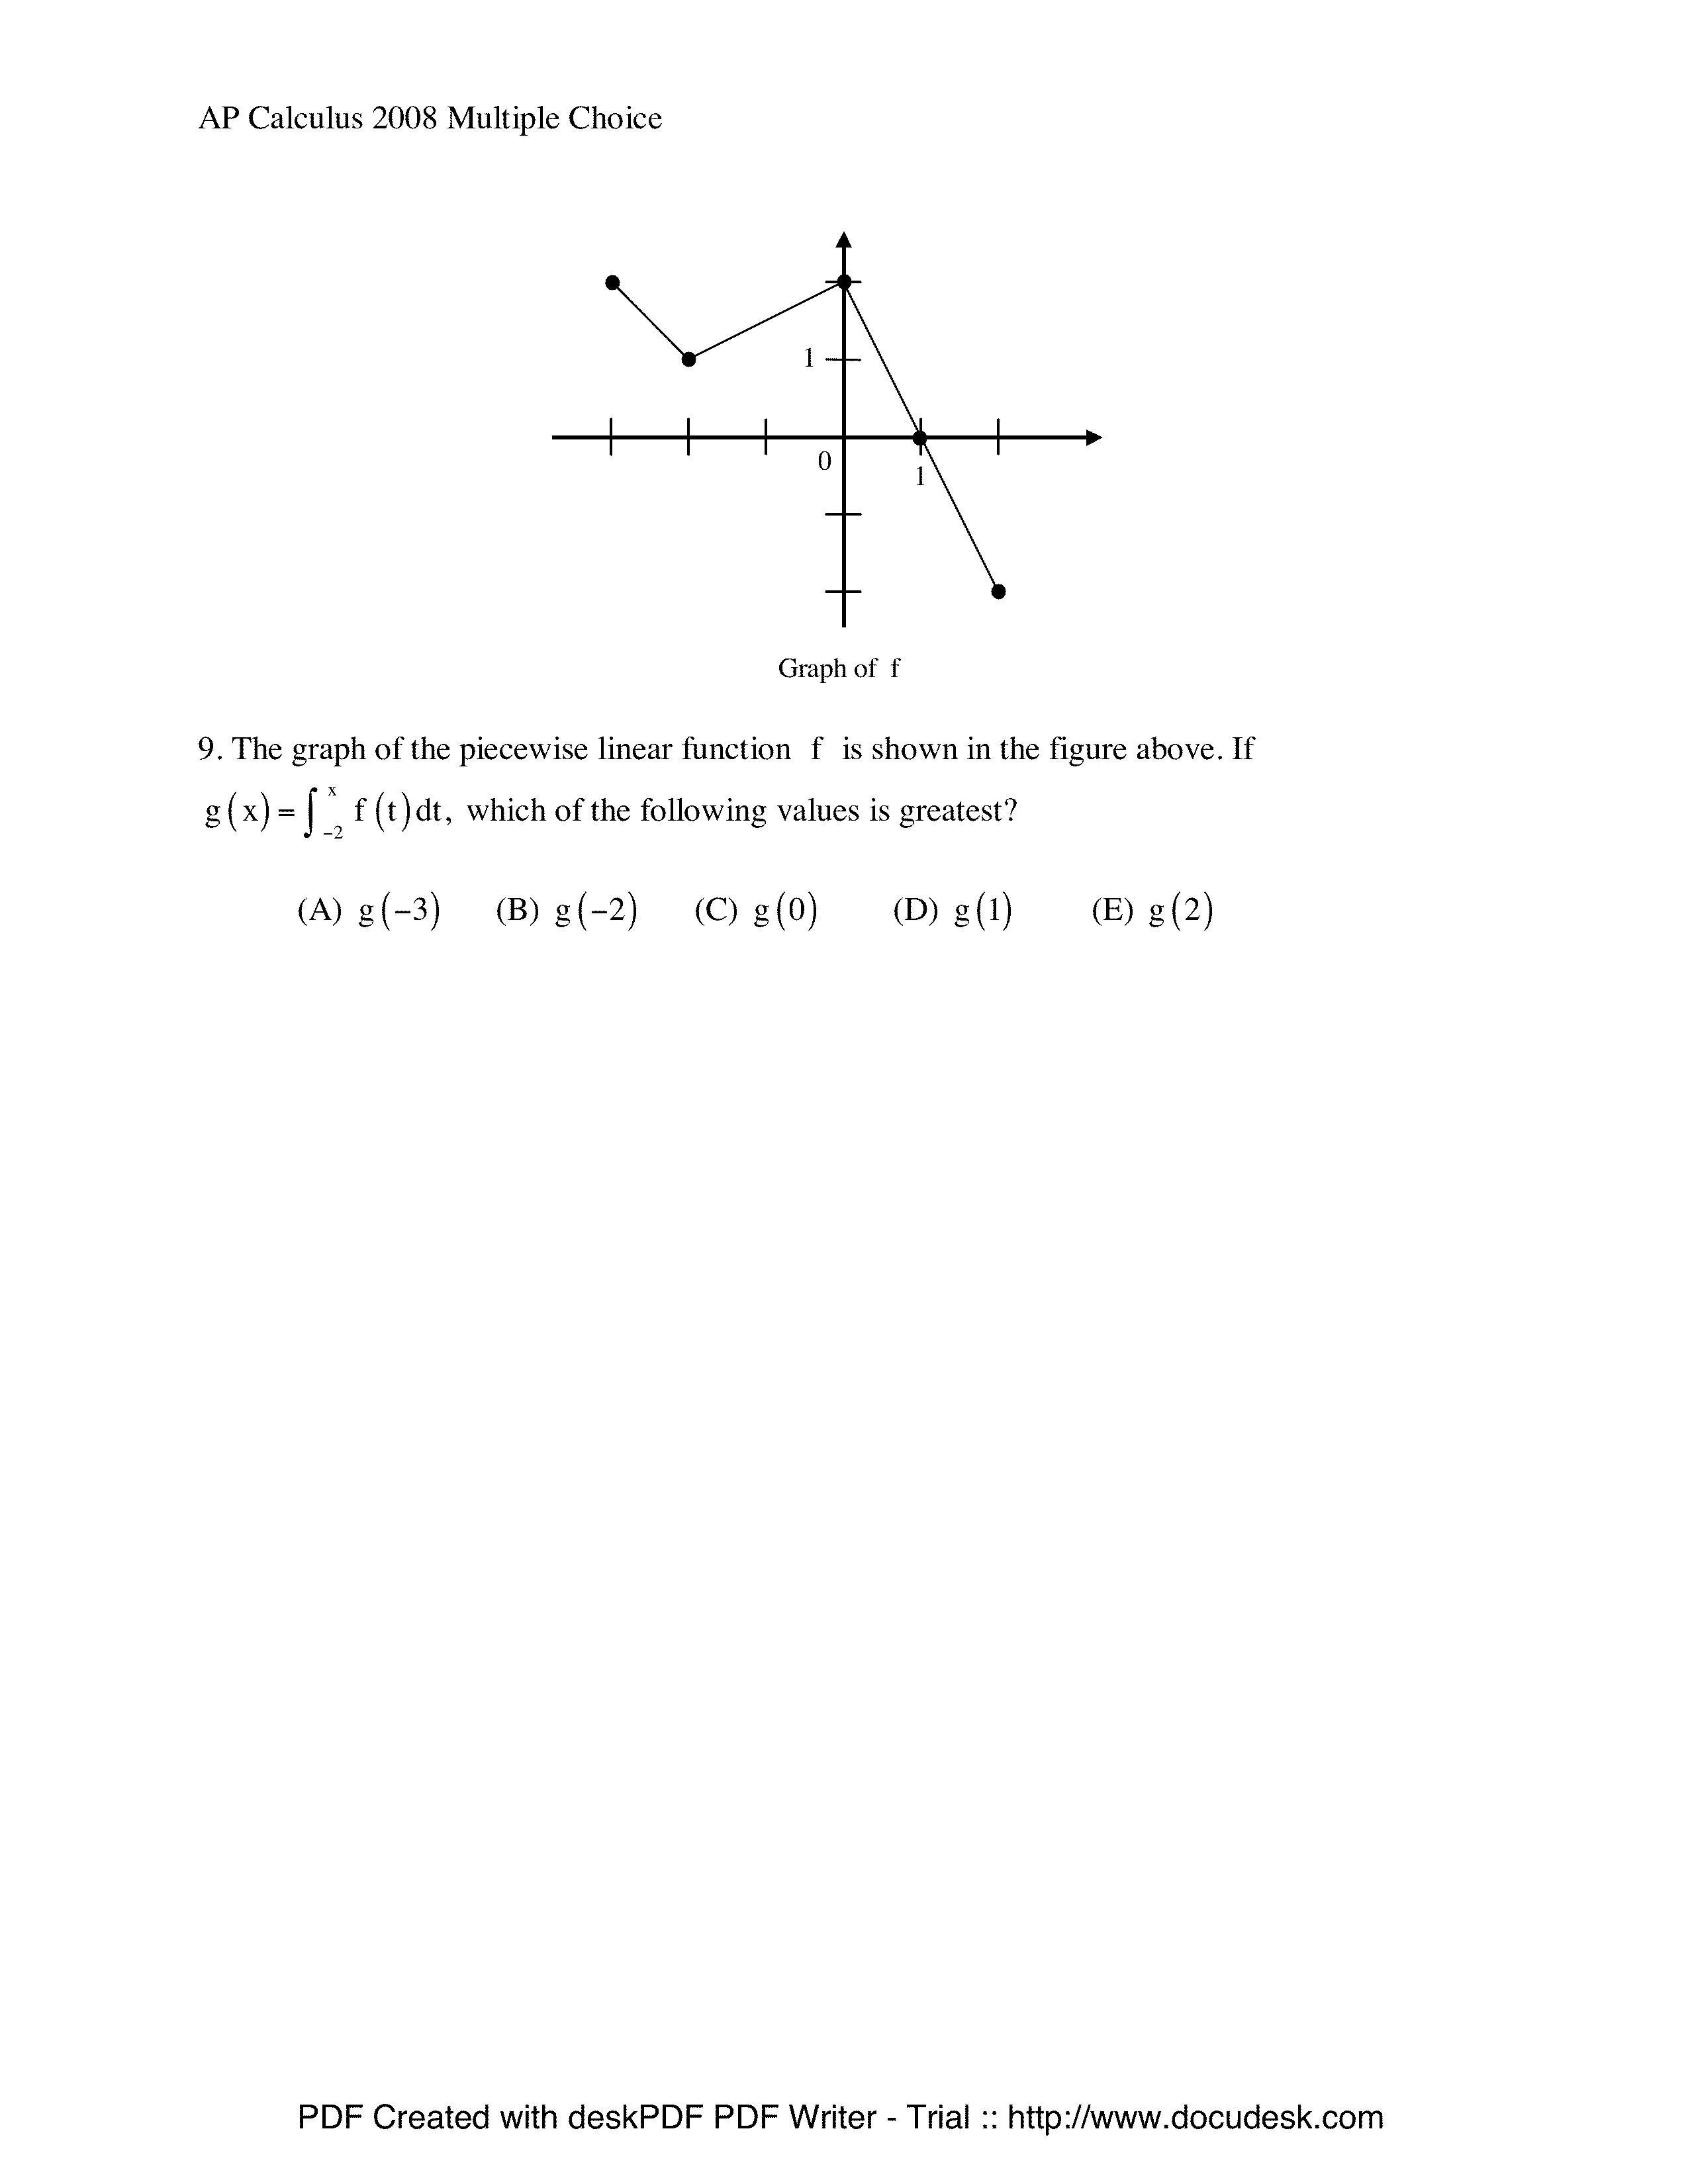 AP Calculus 2008 Multiple Choice
1
0
1
Graph of f
9. The graph of the piecewise linear function f is shown in the figure above. If
g(x) = ∫_{−2}^{x} f(t)dt, which of the following values is greatest?
(A) g(−3) (B) g(−2) (C) g(0) (D) g(1) (E) g(2)
PDF Created with deskPDF PDF Writer - Trial :: http://www.docudesk.com